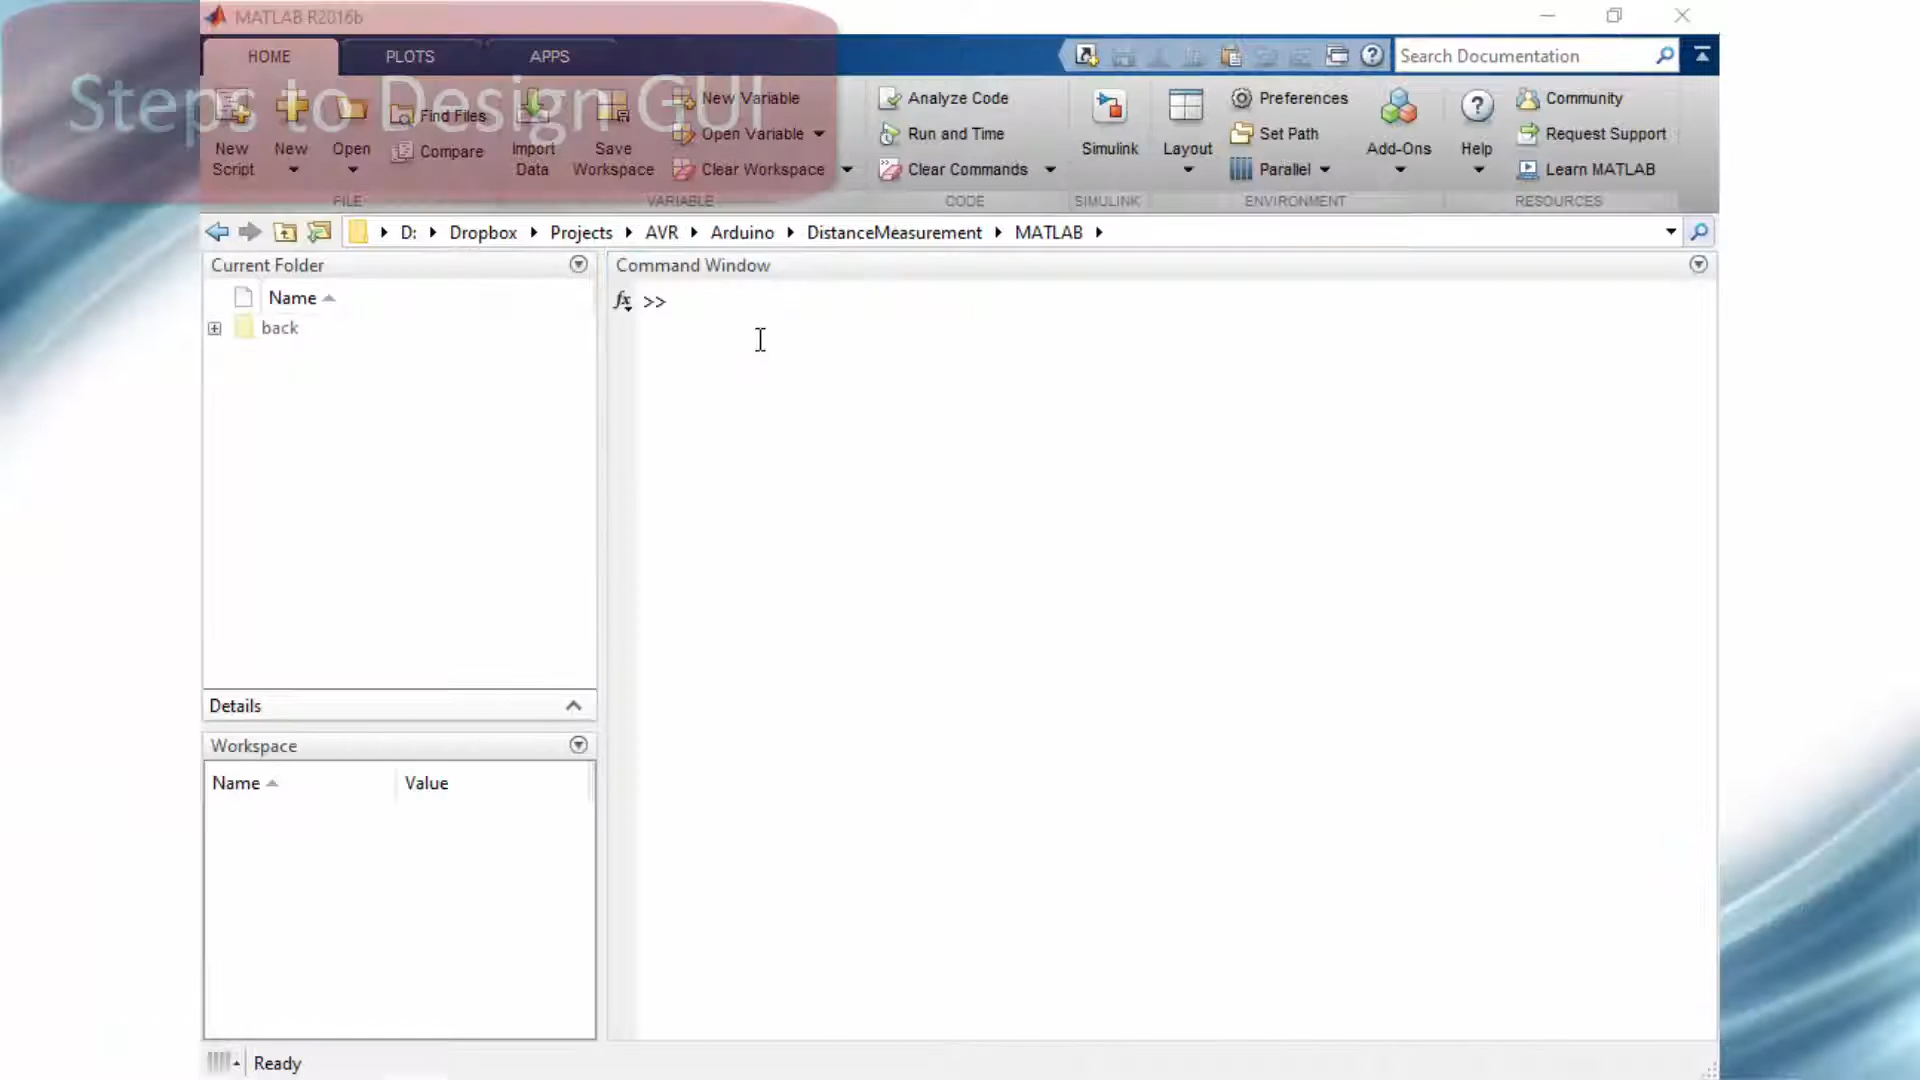 MATLAB R2016b
HOME PLOTS APPS
Search Documentation
Steps to Design GUI
New Script
New
Open
Find Files
Compare
Import Data
Save Workspace
New Variable
Open Variable
Clear Workspace
Analyze Code
Run and Time
Clear Commands
Simulink
Layout
Preferences
Set Path
Parallel
Add-Ons
Help
Community
Request Support
Learn MATLAB
FILE VARIABLE CODE SIMULINK ENVIRONMENT RESOURCES
D: Dropbox Projects AVR Arduino DistanceMeasurement MATLAB
Current Folder
Name
back
Command Window
fx >>
Details
Workspace
Name Value
Ready